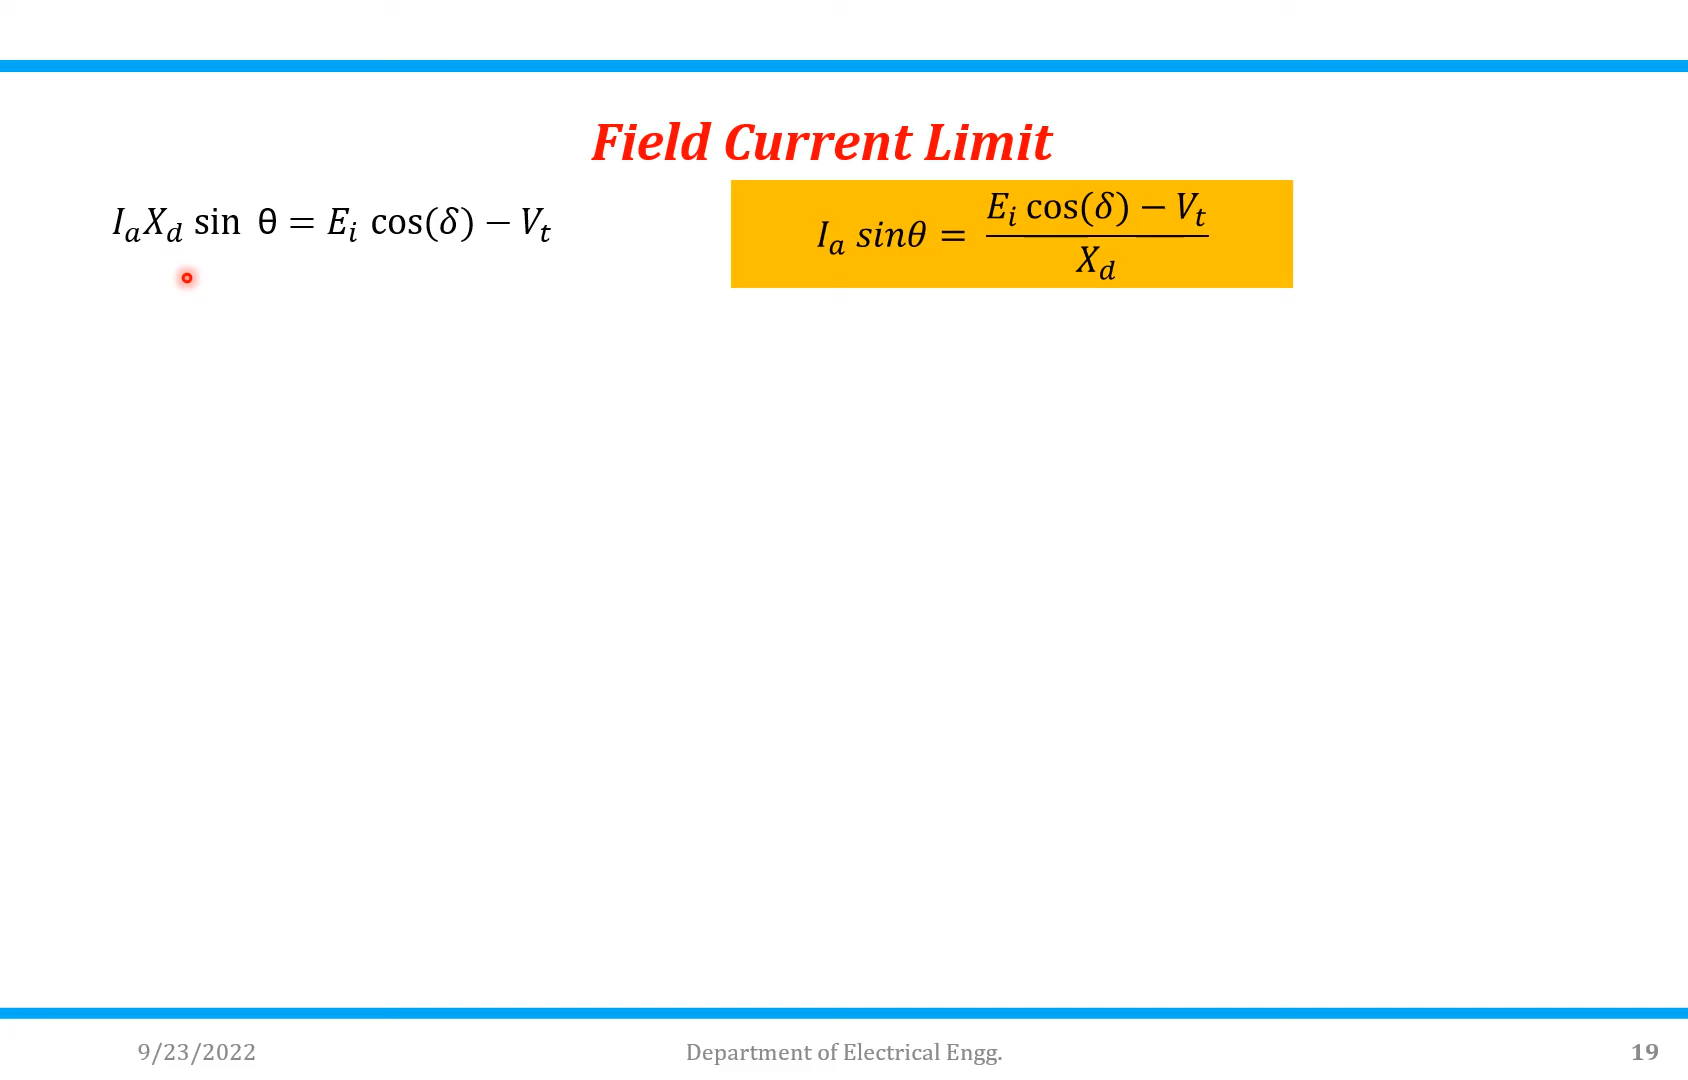 Field Current Limit
I_a X_d sin θ = E_i cos(δ) − V_t
I_a sinθ = \frac{E_i cos(δ) − V_t}{X_d}
9/23/2022
Department of Electrical Engg.
19